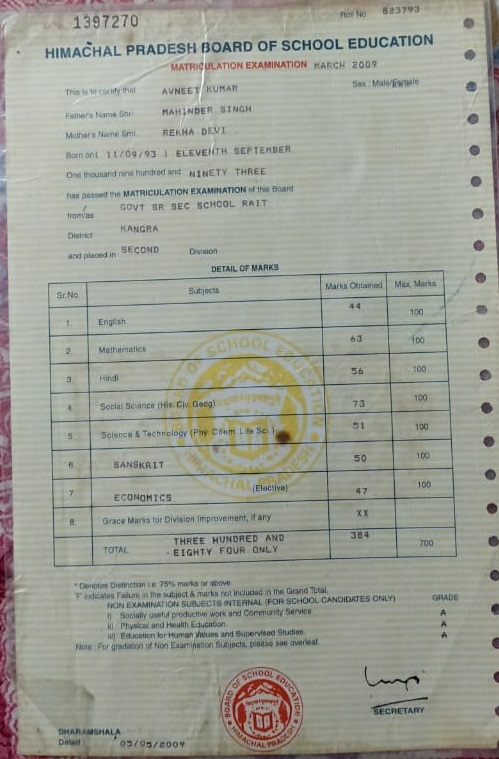 1397270
Roll No. 623793
HIMACHAL PRADESH BOARD OF SCHOOL EDUCATION
MATRICULATION EXAMINATION MARCH 2009
This is to certify that AVNEET KUMAR Sex : Male/Female
Father's Name Shri MAHINDER SINGH
Mother's Name Smt. REKHA DEVI
Born on ( 11/09/93 ) ELEVENTH SEPTEMBER
One thousand nine hundred and NINETY THREE
has passed the MATRICULATION EXAMINATION of this Board
from/as GOVT SR SEC SCHOOL RAIT
District KANGRA
and placed in SECOND Division
DETAIL OF MARKS
Sr.No. Subjects Marks Obtained Max. Marks
1. English 44 100
2. Mathematics 63 100
3. Hindi 56 100
4. Social Science (His. Civ. Geog) 73 100
5. Science & Technology (Phy. Chem. Life Sci.) 51 100
6. SANSKRIT 50 100
7. ECONOMICS (Elective) 47 100
8. Grace Marks for Division Improvement, if any XX
TOTAL THREE HUNDRED AND 384 700
EIGHTY FOUR ONLY
* Denotes Distinction i.e. 75% marks or above.
'F' indicates Failure in the subject & marks not included in the Grand Total.
NON EXAMINATION SUBJECTS INTERNAL (FOR SCHOOL CANDIDATES ONLY) GRADE
i) Socially useful productive work and Community Service A
ii) Physical and Health Education A
iii) Education for Human Values and Supervised Studies A
Note : For gradation of Non Examination Subjects, please see overleaf.
BOARD OF SCHOOL EDUCATION
HIMACHAL PRADESH
SECRETARY
DHARAMSHALA
Dated : 05/05/2009